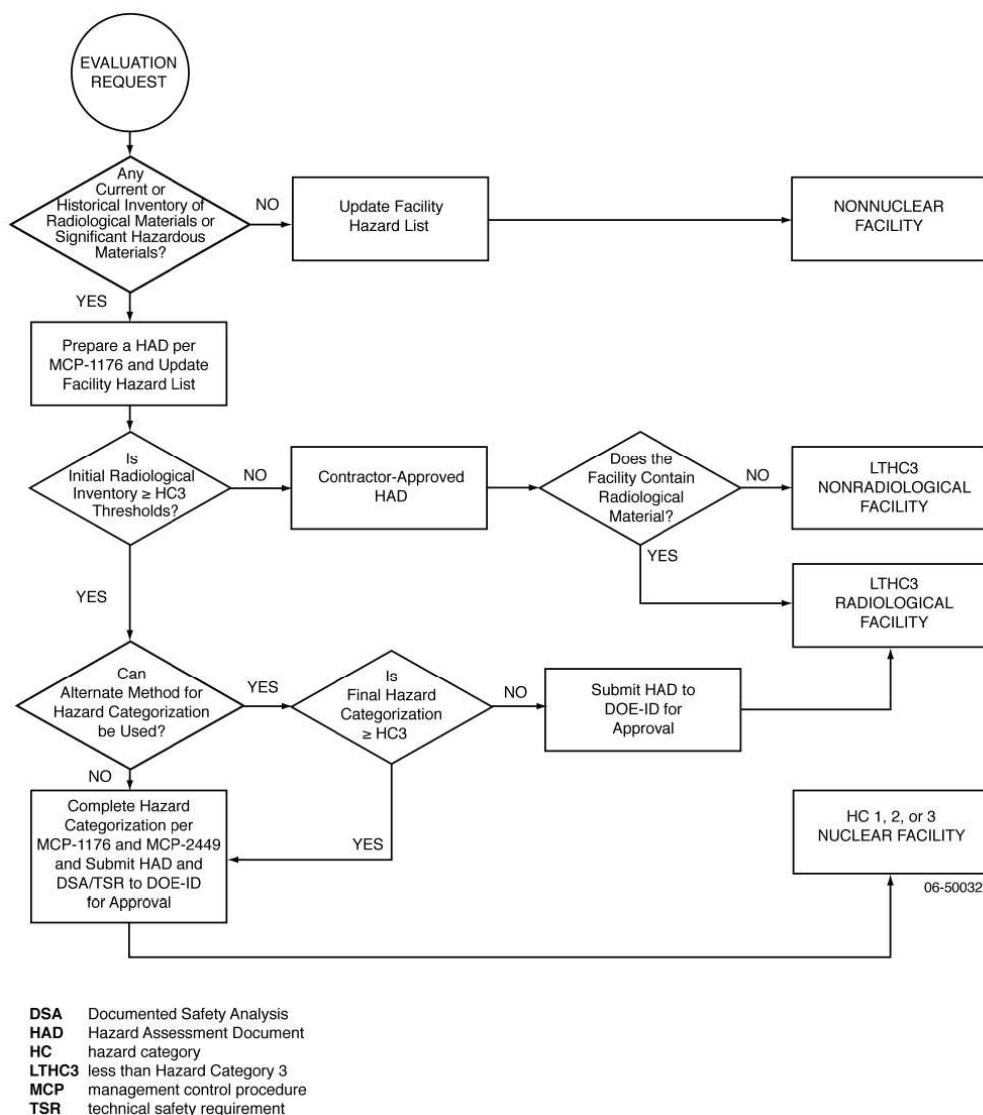 EVALUATION
REQUEST
Any
Current or
Historical Inventory of
Radiological Materials or
Significant Hazardous
Materials?
NO
Update Facility
Hazard List
NONNUCLEAR
FACILITY
YES
Prepare a HAD per
MCP-1176 and Update
Facility Hazard List
Is
Initial Radiological
Inventory ≥ HC3
Thresholds?
NO
Contractor-Approved
HAD
Does the
Facility Contain
Radiological
Material?
NO
LTHC3
NONRADIOLOGICAL
FACILITY
YES
LTHC3
RADIOLOGICAL
FACILITY
YES
Can
Alternate Method for
Hazard Categorization
be Used?
YES
Is
Final Hazard
Categorization
≥ HC3
NO
Submit HAD to
DOE-ID for
Approval
NO
Complete Hazard
Categorization per
MCP-1176 and MCP-2449
and Submit HAD and
DSA/TSR to DOE-ID
for Approval
YES
HC 1, 2, or 3
NUCLEAR FACILITY
06-50032
DSA Documented Safety Analysis
HAD Hazard Assessment Document
HC hazard category
LTHC3 less than Hazard Category 3
MCP management control procedure
TSR technical safety requirement